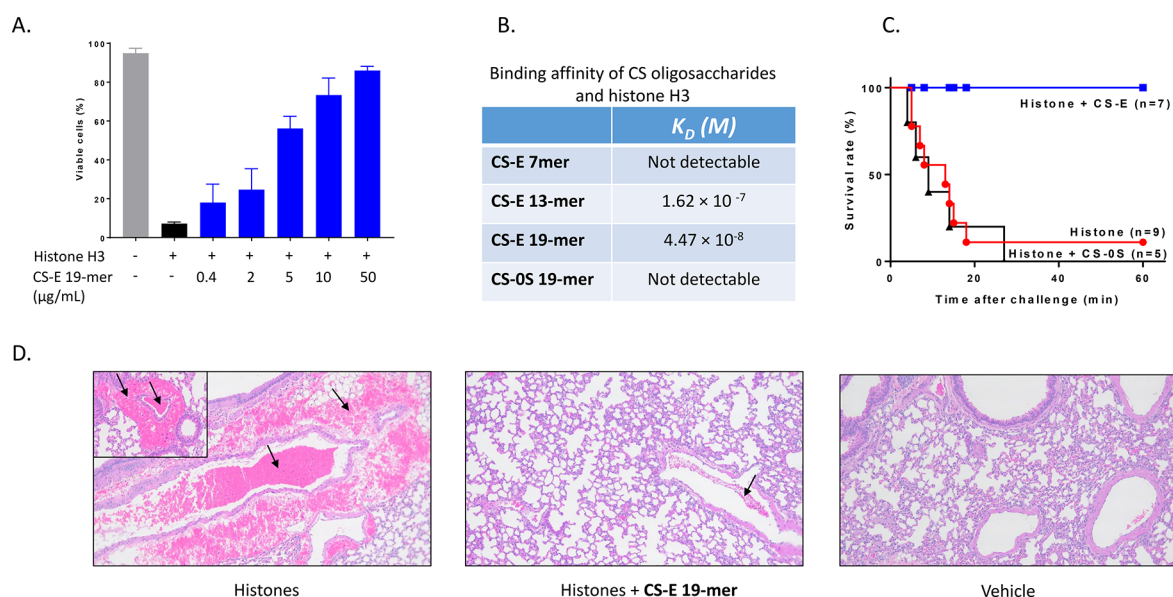 A.
Viable cells (%)
100
80
60
40
20
0
Histone H3 - + + + + + +
CS-E 19-mer - - 0.4 2 5 10 50
(µg/mL)
B.
Binding affinity of CS oligosaccharides
and histone H3
K_D (M)
CS-E 7mer Not detectable
CS-E 13-mer 1.62 × 10 ⁻⁷
CS-E 19-mer 4.47 × 10⁻⁸
CS-0S 19-mer Not detectable
C.
Survival rate (%)
100
50
0
0 20 40 60
Time after challenge (min)
Histone + CS-E (n=7)
Histone (n=9)
Histone + CS-0S (n=5)
D.
Histones
Histones + CS-E 19-mer
Vehicle